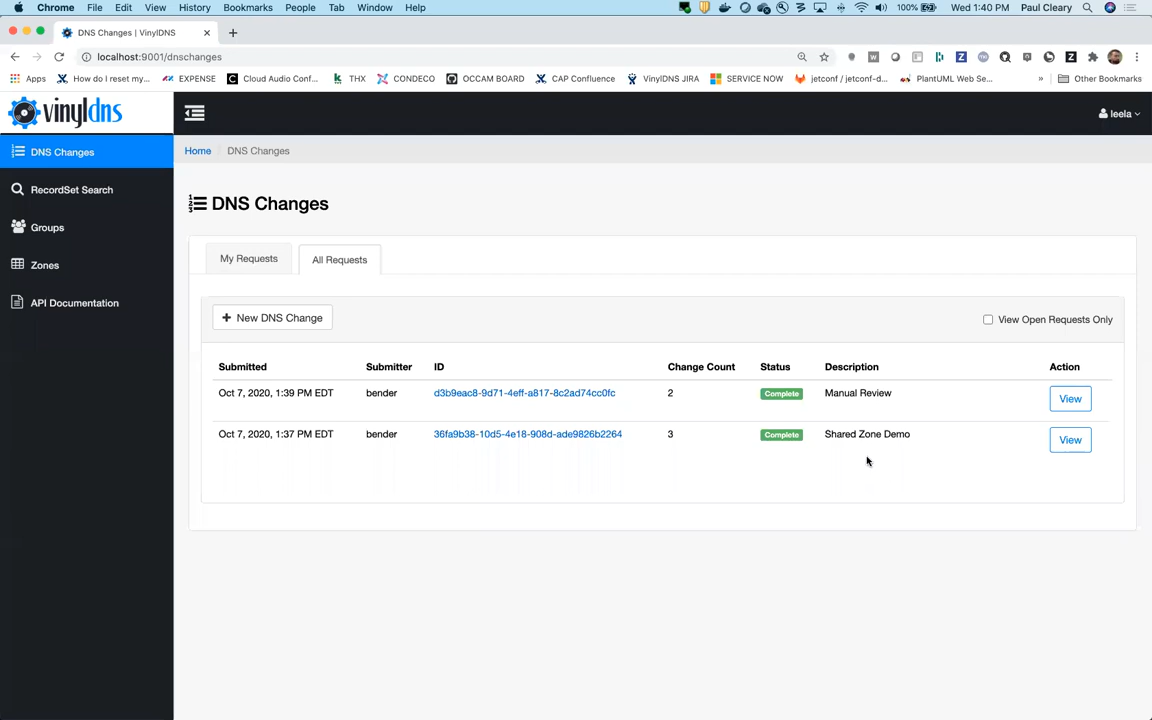 Chrome File Edit View History Bookmarks People Tab Window Help 100% Wed 1:40 PM Paul Cleary
DNS Changes | VinylDNS
localhost:9001/dnschanges
Apps How do I reset my... EXPENSE Cloud Audio Conf... THX CONDECO OCCAM BOARD CAP Confluence VinylDNS JIRA SERVICE NOW jetconf / jetconf-d... PlantUML Web Se... » Other Bookmarks
vinyldns
leela
DNS Changes
RecordSet Search
Groups
Zones
API Documentation
Home DNS Changes
DNS Changes
My Requests All Requests
New DNS Change View Open Requests Only
Submitted Submitter ID Change Count Status Description Action
Oct 7, 2020, 1:39 PM EDT bender d3b9eac8-9d71-4eff-a817-8c2ad74cc0fc 2 Complete Manual Review View
Oct 7, 2020, 1:37 PM EDT bender 36fa9b38-10d5-4e18-908d-ade9826b2264 3 Complete Shared Zone Demo View